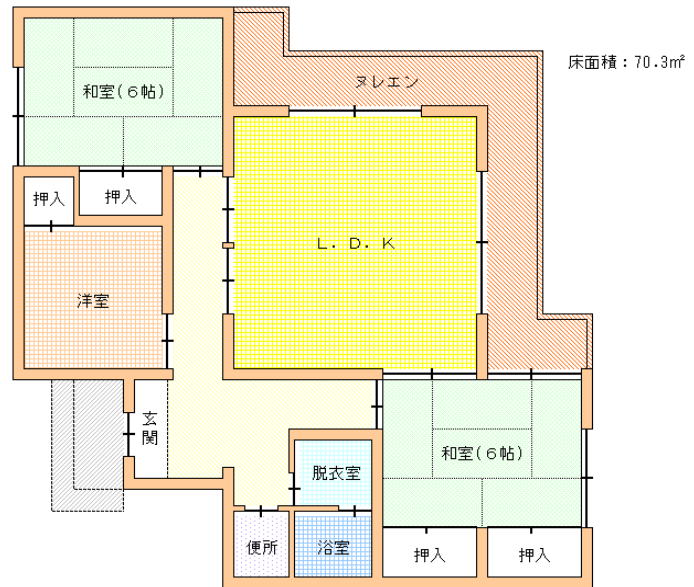 床面積：70.3㎡
ヌレエン
和室(６帖)
押入
押入
Ｌ．Ｄ．Ｋ
洋室
玄関
和室(６帖)
脱衣室
便所
浴室
押入
押入